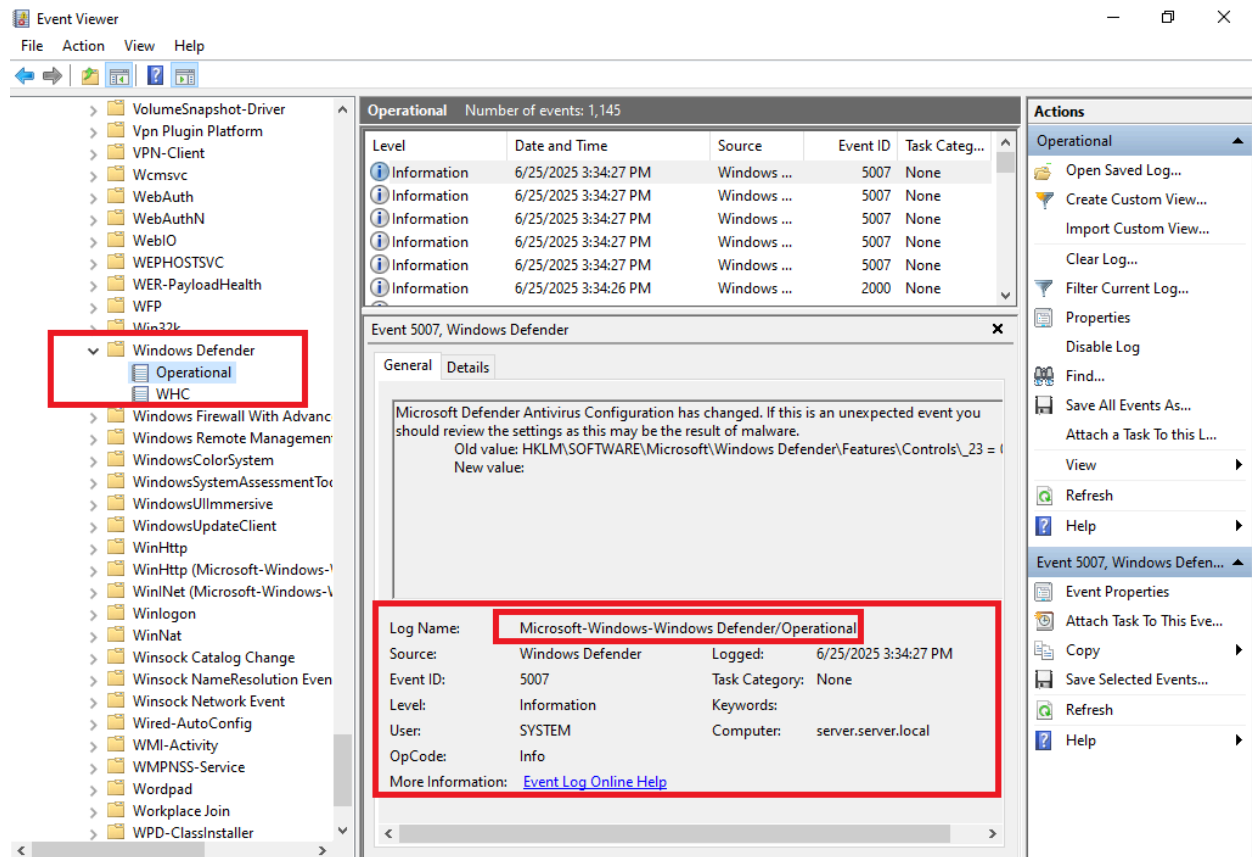 Event Viewer
File Action View Help
VolumeSnapshot-Driver
Vpn Plugin Platform
VPN-Client
Wcmsvc
WebAuth
WebAuthN
WebIO
WEPHOSTSVC
WER-PayloadHealth
WFP
Win32k
Windows Defender
Operational
WHC
Windows Firewall With Advanc
Windows Remote Management
WindowsColorSystem
WindowsSystemAssessmentToo
WindowsUIImmersive
WindowsUpdateClient
WinHttp
WinHttp (Microsoft-Windows-
WinINet (Microsoft-Windows-
Winlogon
WinNat
Winsock Catalog Change
Winsock NameResolution Even
Winsock Network Event
Wired-AutoConfig
WMI-Activity
WMPNSS-Service
Wordpad
Workplace Join
WPD-ClassInstaller
Operational Number of events: 1,145
Level Date and Time Source Event ID Task Categ...
Information 6/25/2025 3:34:27 PM Windows ... 5007 None
Information 6/25/2025 3:34:27 PM Windows ... 5007 None
Information 6/25/2025 3:34:27 PM Windows ... 5007 None
Information 6/25/2025 3:34:27 PM Windows ... 5007 None
Information 6/25/2025 3:34:27 PM Windows ... 5007 None
Information 6/25/2025 3:34:26 PM Windows ... 2000 None
Event 5007, Windows Defender
General Details
Microsoft Defender Antivirus Configuration has changed. If this is an unexpected event you
should review the settings as this may be the result of malware.
Old value: HKLM\SOFTWARE\Microsoft\Windows Defender\Features\Controls\_23 =
New value:
Log Name: Microsoft-Windows-Windows Defender/Operational
Source: Windows Defender Logged: 6/25/2025 3:34:27 PM
Event ID: 5007 Task Category: None
Level: Information Keywords:
User: SYSTEM Computer: server.server.local
OpCode: Info
More Information: Event Log Online Help
Actions
Operational
Open Saved Log...
Create Custom View...
Import Custom View...
Clear Log...
Filter Current Log...
Properties
Disable Log
Find...
Save All Events As...
Attach a Task To this L...
View
Refresh
Help
Event 5007, Windows Defen...
Event Properties
Attach Task To This Eve...
Copy
Save Selected Events...
Refresh
Help